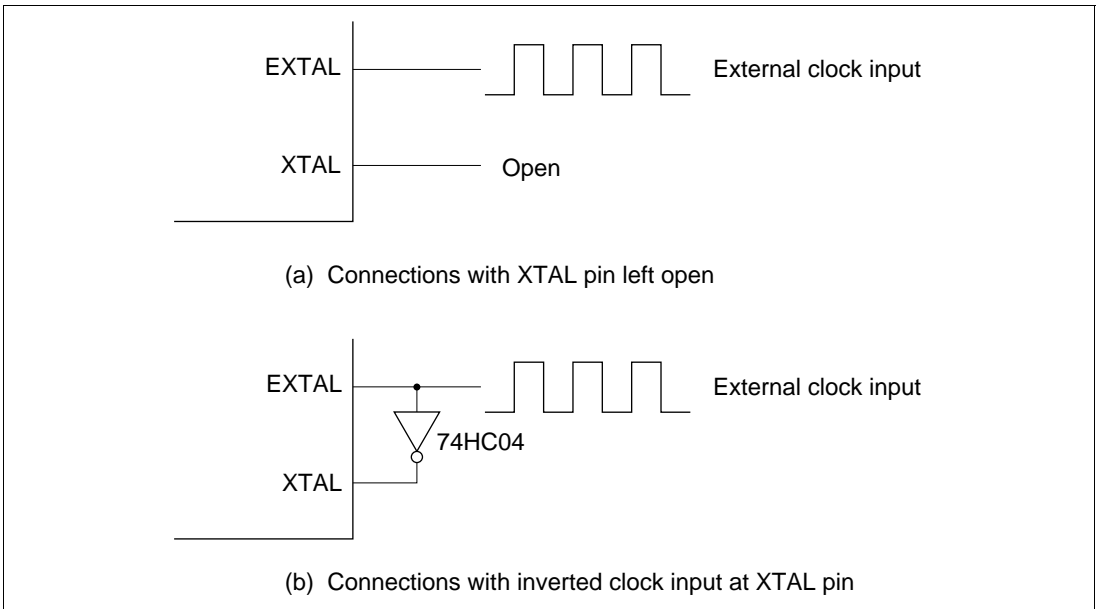 EXTAL
External clock input
XTAL
Open
(a) Connections with XTAL pin left open
EXTAL
External clock input
74HC04
XTAL
(b) Connections with inverted clock input at XTAL pin